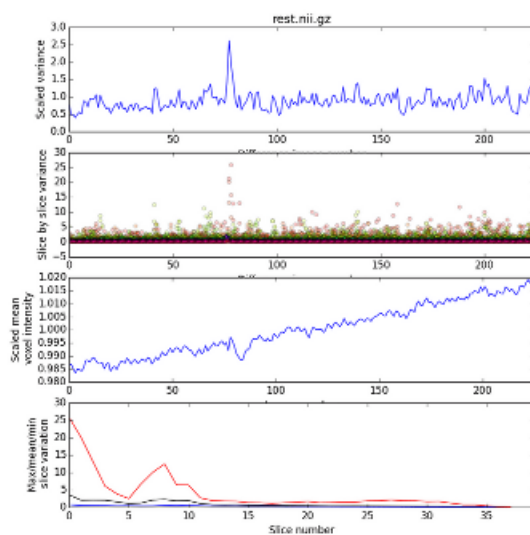 rest.nii.gz
Scaled variance
3.0
2.5
2.0
1.5
1.0
0.5
0.0
0 50 100 150 200
Slice by slice variance
30
25
20
15
10
5
0
−5
0 50 100 150 200
Scaled mean
voxel intensity
1.020
1.015
1.010
1.005
1.000
0.995
0.990
0.985
0.980
0 50 100 150 200
Max/mean/min
slice variation
30
25
20
15
10
5
0
0 5 10 15 20 25 30 35
Slice number